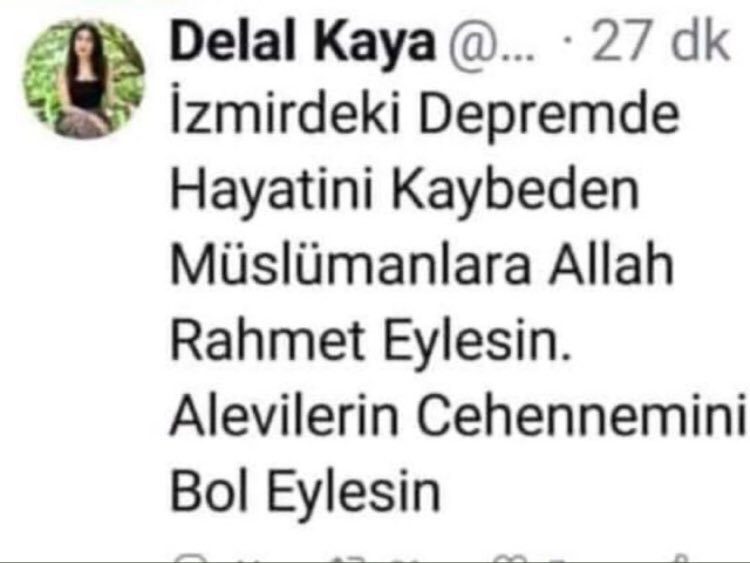 Delal Kaya @... · 27 dk
İzmirdeki Depremde
Hayatini Kaybeden
Müslümanlara Allah
Rahmet Eylesin.
Alevilerin Cehennemini
Bol Eylesin